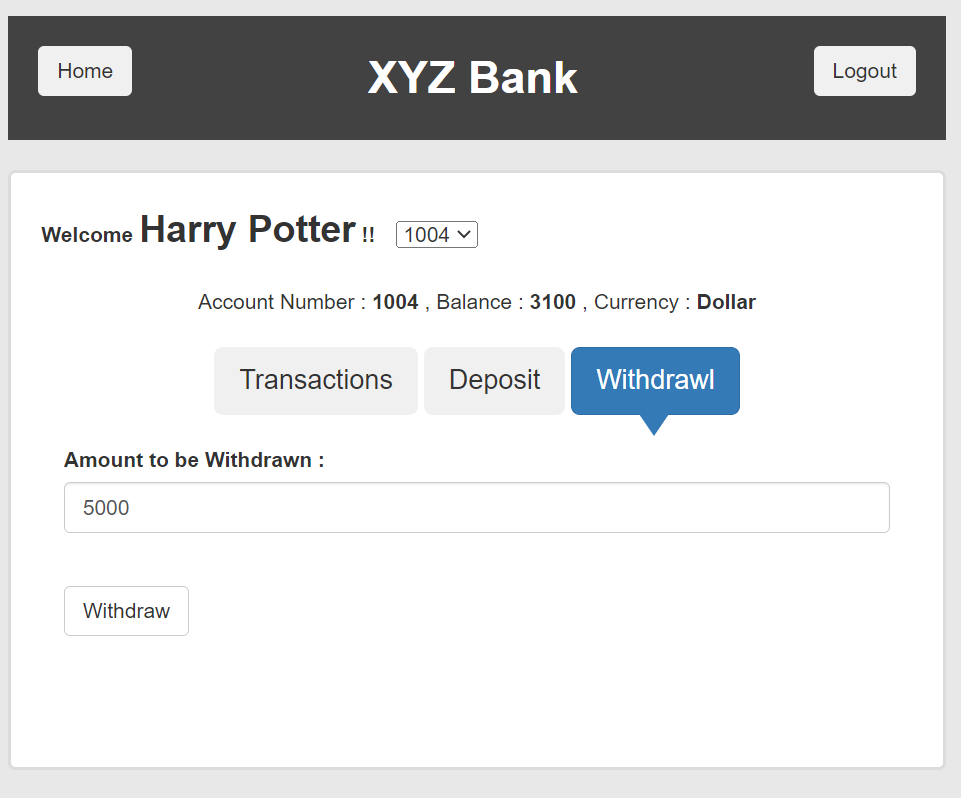 Home XYZ Bank Logout
Welcome Harry Potter !! 1004
Account Number : 1004 , Balance : 3100 , Currency : Dollar
Transactions Deposit Withdrawl
Amount to be Withdrawn :
5000
Withdraw